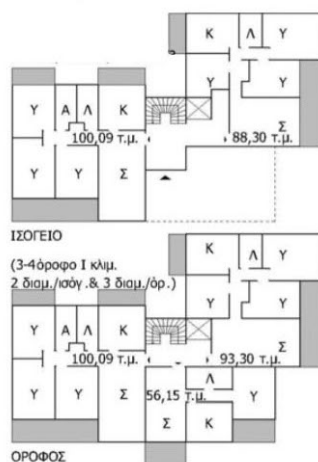 Κ Λ Υ
Υ Α Λ Κ Υ Υ
100,09 τ.μ. 88,30 τ.μ.
Σ
Υ Υ Σ
ΙΣΟΓΕΙΟ
(3-4όροφο Ι κλιμ.
2 διαμ./ισόγ.& 3 διαμ./όρ.)
Κ Λ Υ
Υ Υ
Υ Α Λ Κ
100,09 τ.μ. 93,30 τ.μ.
Σ
Λ
Υ Υ Σ 56,15 τ.μ. Υ
Σ Κ
ΟΡΟΦΟΣ